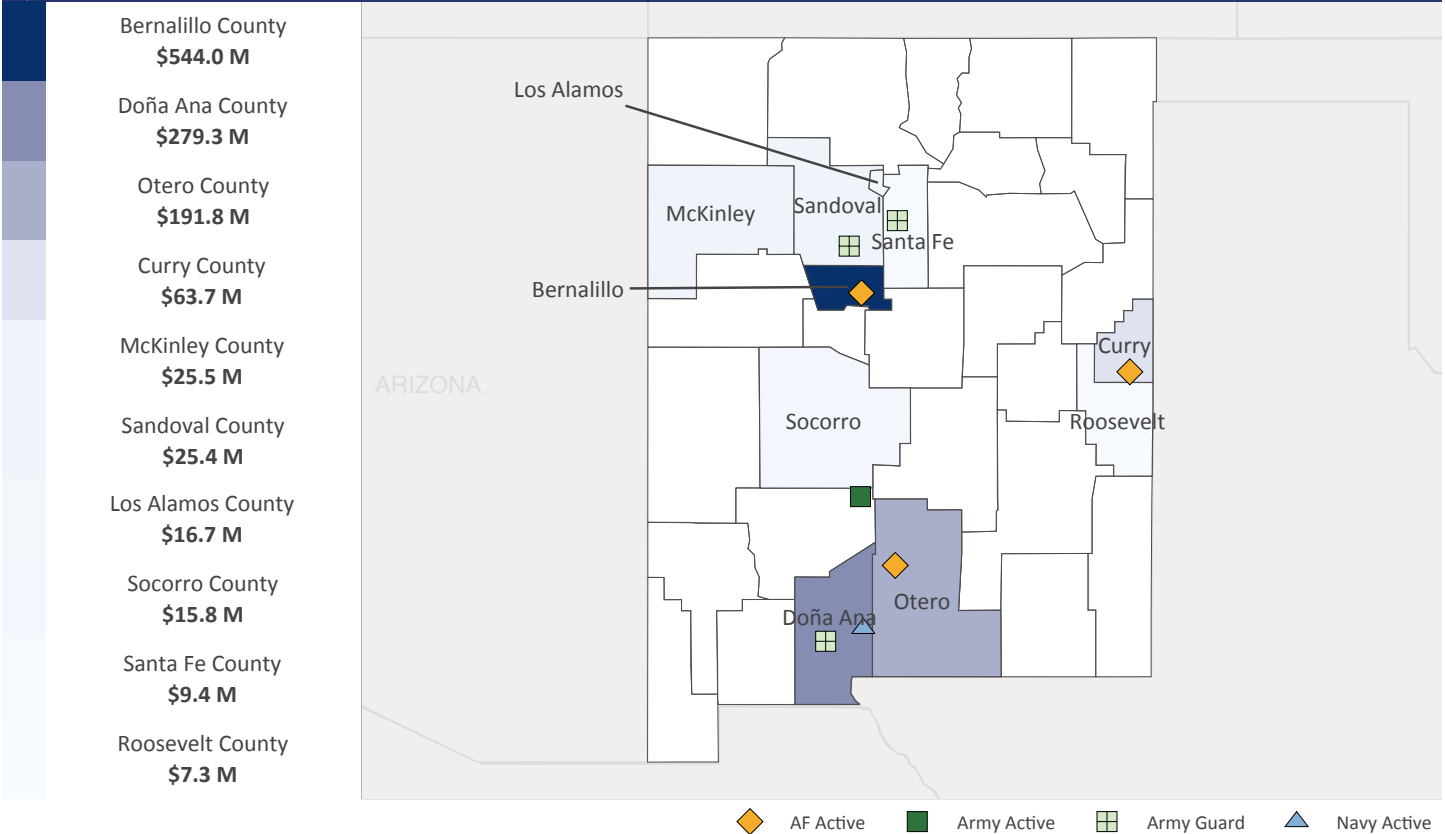 Bernalillo County
$544.0 M
Doña Ana County
$279.3 M
Otero County
$191.8 M
Curry County
$63.7 M
McKinley County
$25.5 M
Sandoval County
$25.4 M
Los Alamos County
$16.7 M
Socorro County
$15.8 M
Santa Fe County
$9.4 M
Roosevelt County
$7.3 M
Los Alamos
McKinley
Sandoval
Santa Fe
Bernalillo
Curry
ARIZONA
Socorro
Roosevelt
Otero
Doña Ana
AF Active
Army Active
Army Guard
Navy Active